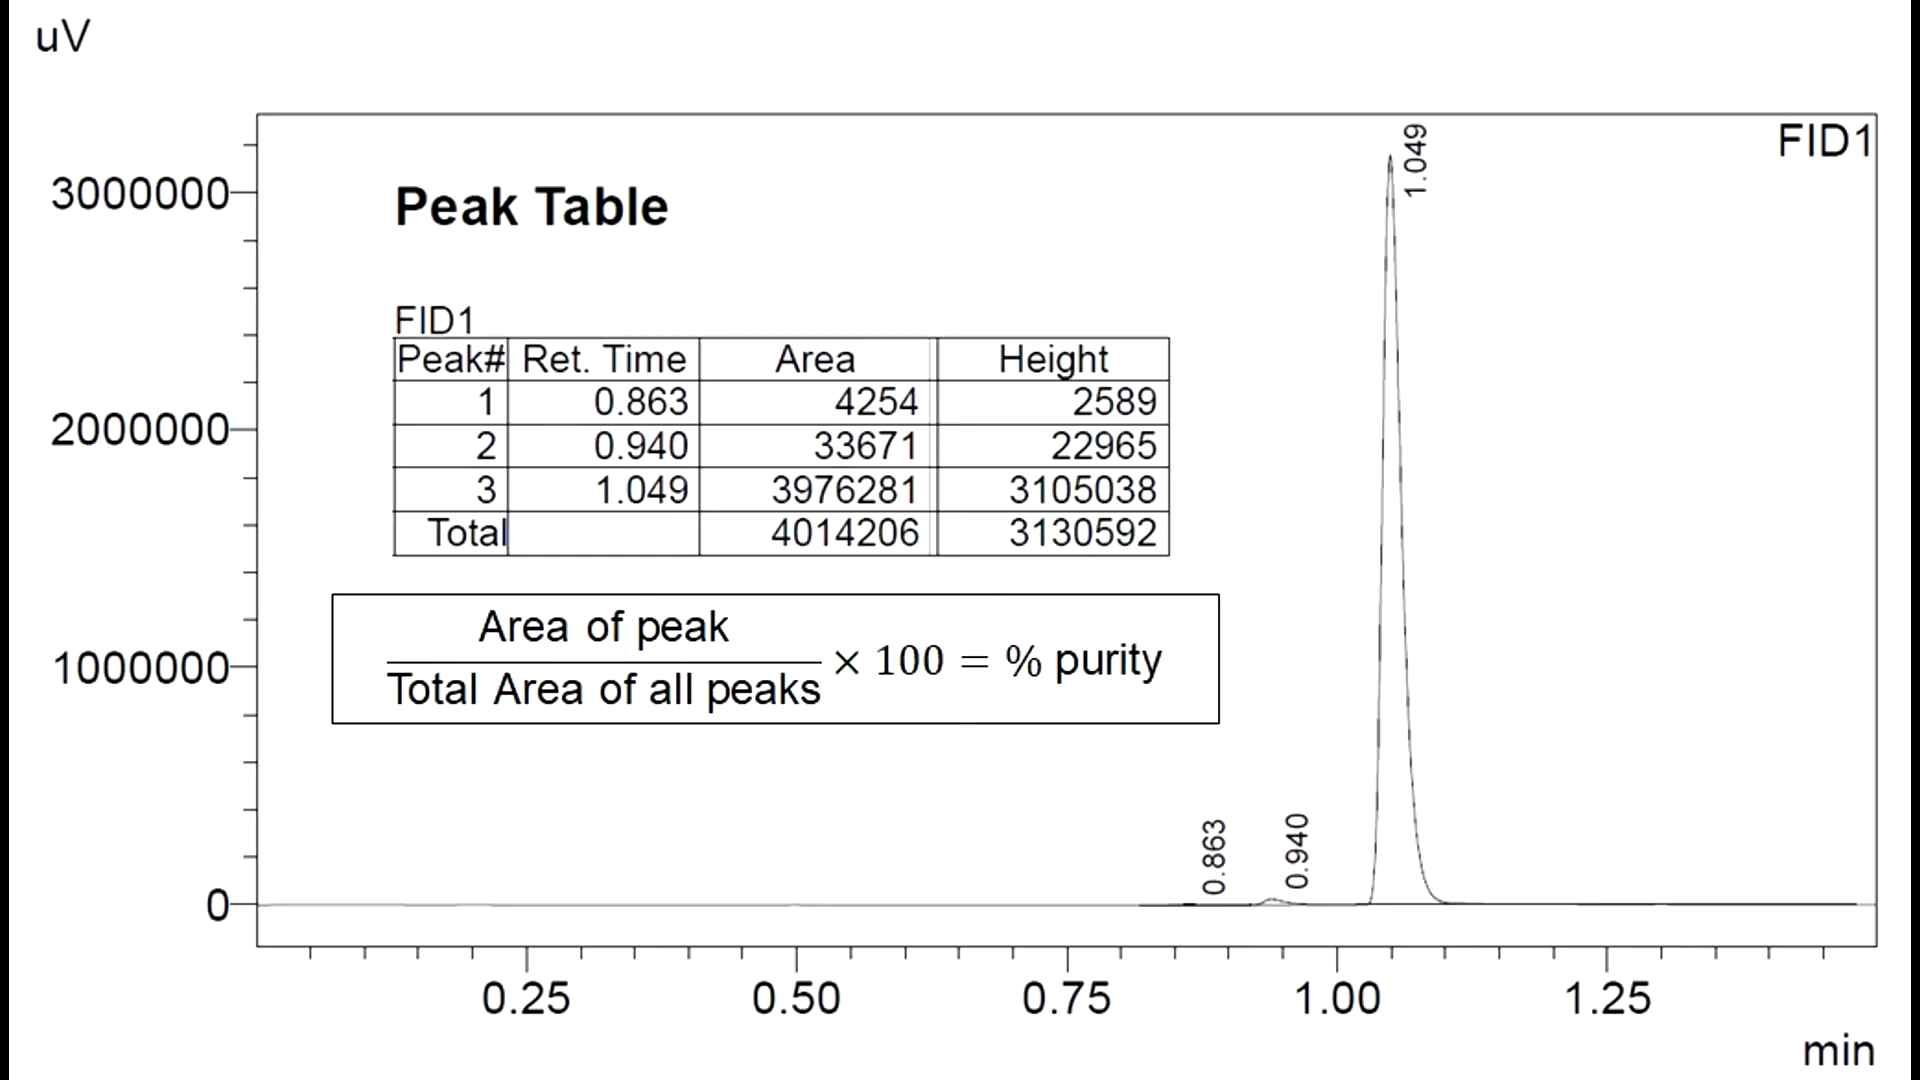 uV
FID1
1.049
3000000
2000000
1000000
0
Peak Table
FID1
Peak# Ret. Time Area Height
1 0.863 4254 2589
2 0.940 33671 22965
3 1.049 3976281 3105038
Total 4014206 3130592
Area of peak
Total Area of all peaks
× 100 = % purity
0.863
0.940
0.25 0.50 0.75 1.00 1.25
min